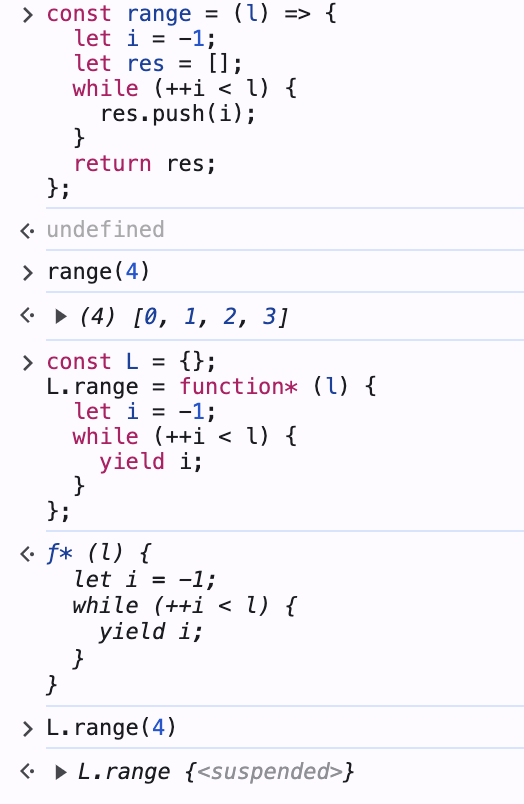 > const range = (l) => {
let i = -1;
let res = [];
while (++i < l) {
res.push(i);
}
return res;
};
undefined
> range(4)
(4) [0, 1, 2, 3]
> const L = {};
L.range = function* (l) {
let i = -1;
while (++i < l) {
yield i;
}
};
f* (l) {
let i = -1;
while (++i < l) {
yield i;
}
}
> L.range(4)
L.range {<suspended>}